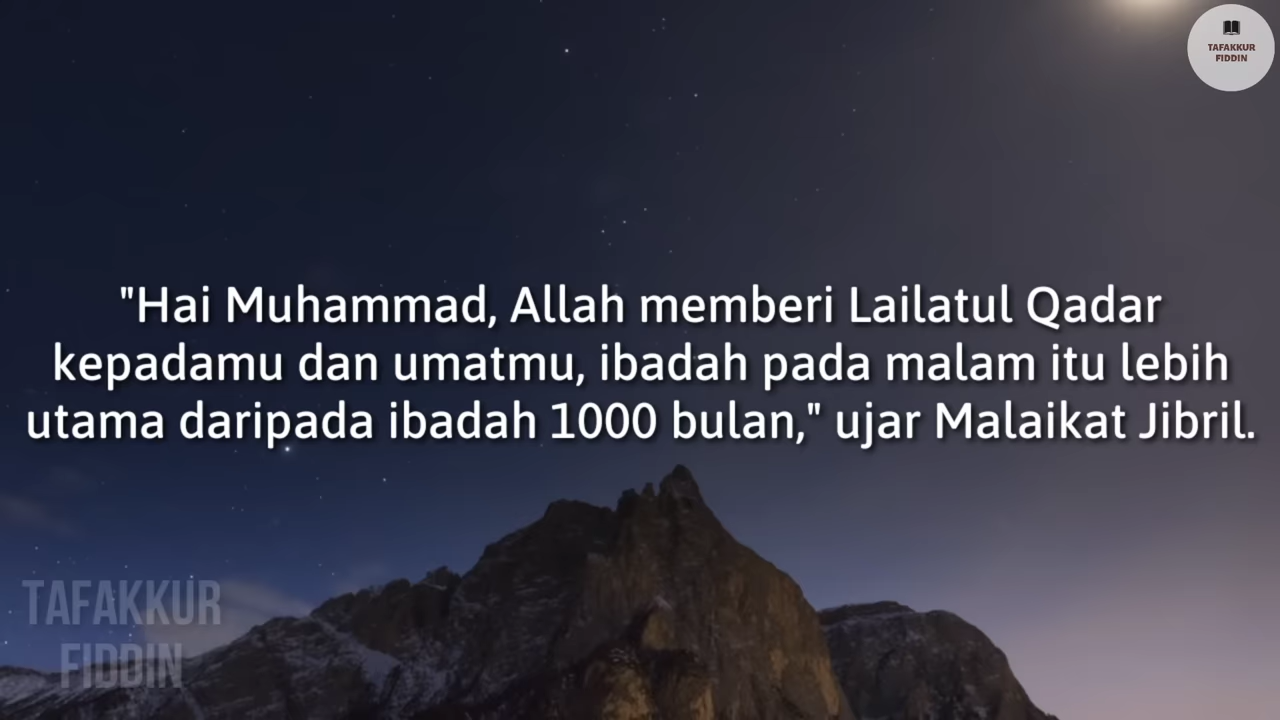 TAFAKKUR
FIDDIN
"Hai Muhammad, Allah memberi Lailatul Qadar
kepadamu dan umatmu, ibadah pada malam itu lebih
utama daripada ibadah 1000 bulan," ujar Malaikat Jibril.
TAFAKKUR
FIDDIN